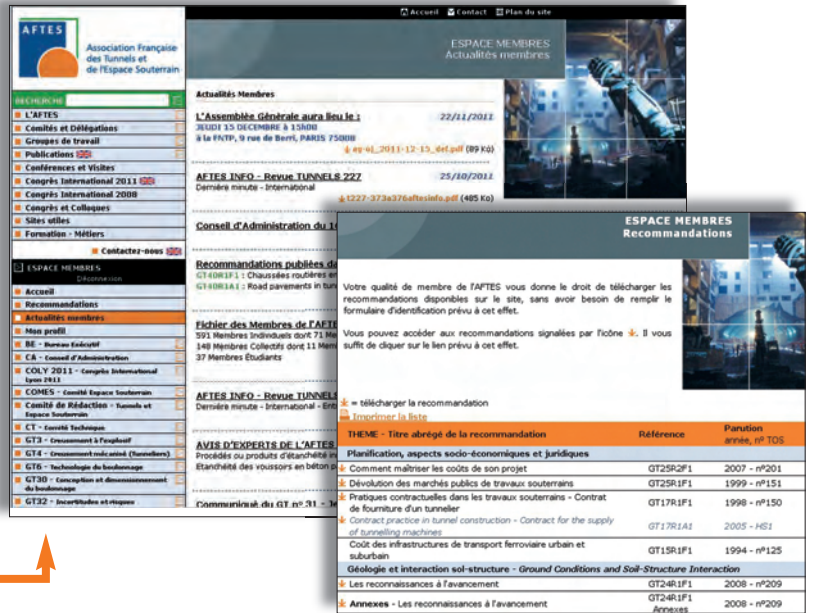 Accueil Contact Plan du site
AFTES
Association Française
des Tunnels et
de l'Espace Souterrain
ESPACE MEMBRES
Actualités membres
RECHERCHE
L'AFTES
Comités et Délégations
Groupes de travail
Publications
Conférences et Visites
Congrès International 2011
Congrès International 2008
Congrès et Colloques
Sites utiles
Formation - Métiers
Contactez-nous
ESPACE MEMBRES
Déconnexion
Accueil
Recommandations
Actualités membres
Mon profil
BE - Bureau Exécutif
CA - Conseil d'Administration
COLY 2011 - Congrès International
Lyon 2011
COMES - Comité Espace Souterrain
Comité de Rédaction - Tunnels et
Espace Souterrain
CT - Comité Technique
GT3 - Creusement à l'explosif
GT4 - Creusement mécanisé (Tunneliers)
GT6 - Technologie du boulonnage
GT30 - Conception et dimensionnement
du boulonnage
GT32 - Incertitudes et risques
Actualités Membres
L'Assemblée Générale aura lieu le : 22/11/2011
JEUDI 15 DECEMBRE à 15h00
à la FNTP, 9 rue de Berri, PARIS 75008
(89 Ko)
AFTES INFO - Revue TUNNELS 227 25/10/2011
Dernière minute - International
t227-373a376aftesinfo.pdf (485 Ko)
Conseil d'Administration du
Recommandations publiées
GT40R1F1 : Chaussées routières
GT40R1A1 : Road pavements in
Fichier des Membres de
591 Membres Individuels dont 71
148 Membres Collectifs dont 11
37 Membres Étudiants
AFTES INFO - Revue
Dernière minute - International -
AVIS D'EXPERTS DE L'AFTES
Procédés ou produits d'étanchéité
Etanchéité des voussoirs en béton
Communiqué du GT n° 31 -
ESPACE MEMBRES
Recommandations
Votre qualité de membre de l'AFTES vous donne le droit de télécharger les
recommandations disponibles sur le site, sans avoir besoin de remplir le
formulaire d'identification prévu à cet effet.
Vous pouvez accéder aux recommandations signalées par l'icône . Il vous
suffit de cliquer sur le lien prévu à cet effet.
= télécharger la recommandation
Imprimer la liste
THEME - Titre abrégé de la recommandation Référence Parution
année, nº TOS
Planification, aspects socio-économiques et juridiques
Comment maîtriser les coûts de son projet GT25R2F1 2007 - nº201
Dévolution des marchés publics de travaux souterrains GT25R1F1 1999 - nº151
Pratiques contractuelles dans les travaux souterrains - Contrat
de fourniture d'un tunnelier GT17R1F1 1998 - nº150
Contract practice in tunnel construction - Contract for the supply
of tunnelling machines GT17R1A1 2005 - HS1
Coût des infrastructures de transport ferroviaire urbain et
suburbain GT15R1F1 1994 - nº125
Géologie et interaction sol-structure - Ground Conditions and Soil-Structure Interaction
Les reconnaissances à l'avancement GT24R1F1 2008 - nº209
Annexes - Les reconnaissances à l'avancement GT24R1F1
Annexes 2008 - nº209